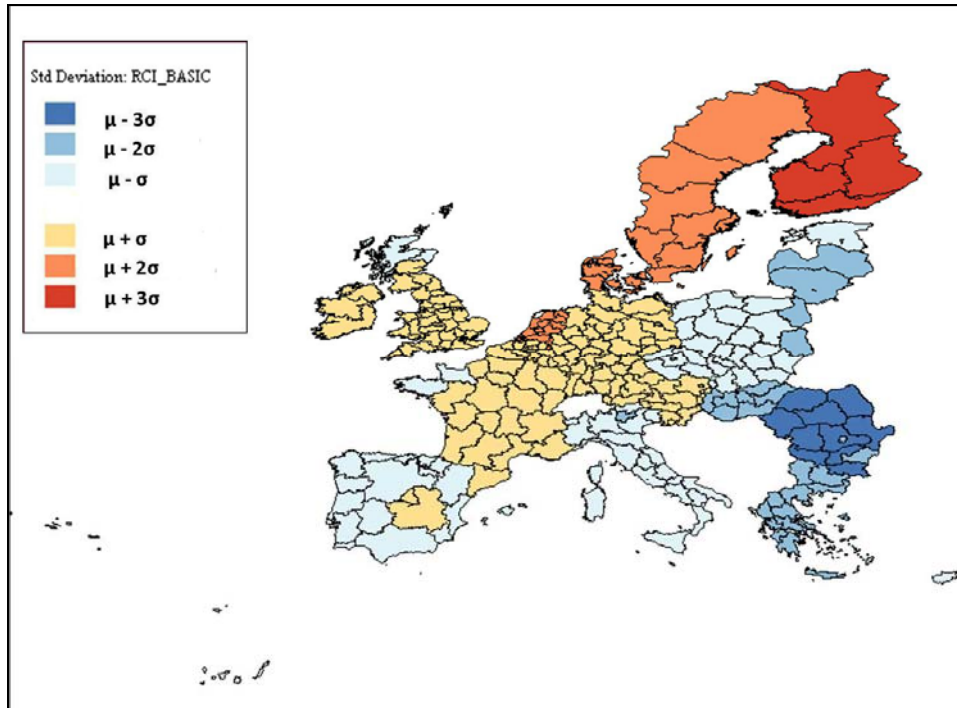 Std Deviation: RCI_BASIC
μ - 3σ
μ - 2σ
μ - σ
μ + σ
μ + 2σ
μ + 3σ